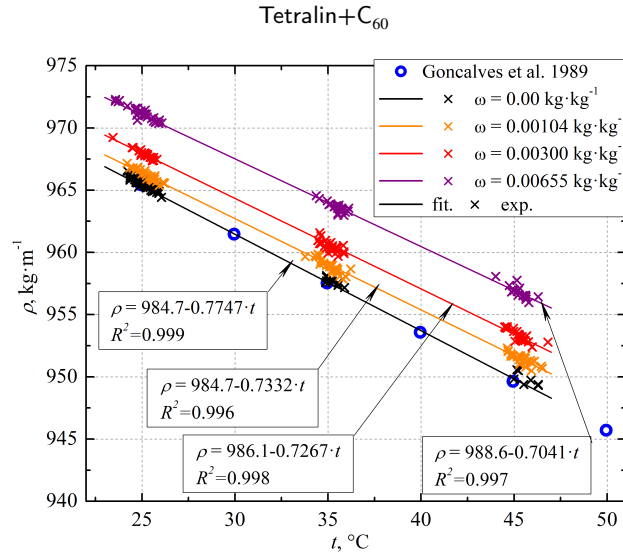 Tetralin+C₆₀
975
970
965
960
955
950
945
940
ρ, kg·m⁻¹
Goncalves et al. 1989
ω = 0.00 kg·kg⁻¹
ω = 0.00104 kg·kg⁻
ω = 0.00300 kg·kg⁻
ω = 0.00655 kg·kg⁻
fit. exp.
ρ = 984.7-0.7747·t
R²=0.999
ρ = 984.7-0.7332·t
R²=0.996
ρ = 986.1-0.7267·t
R²=0.998
ρ = 988.6-0.7041·t
R²=0.997
25 30 35 40 45 50
t, °C